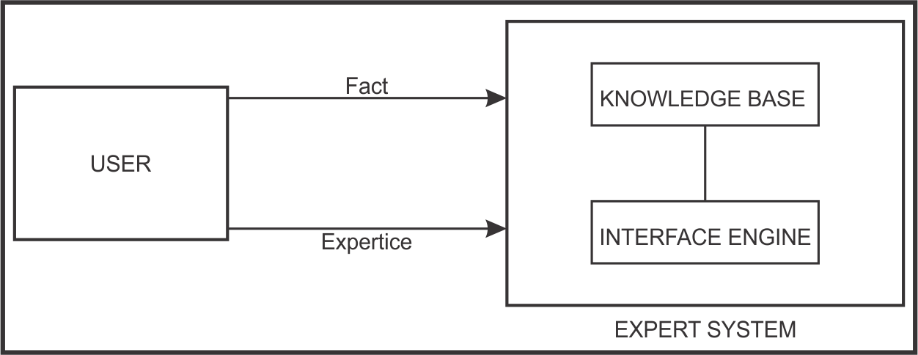 Fact
KNOWLEDGE BASE
USER
Expertice
INTERFACE ENGINE
EXPERT SYSTEM